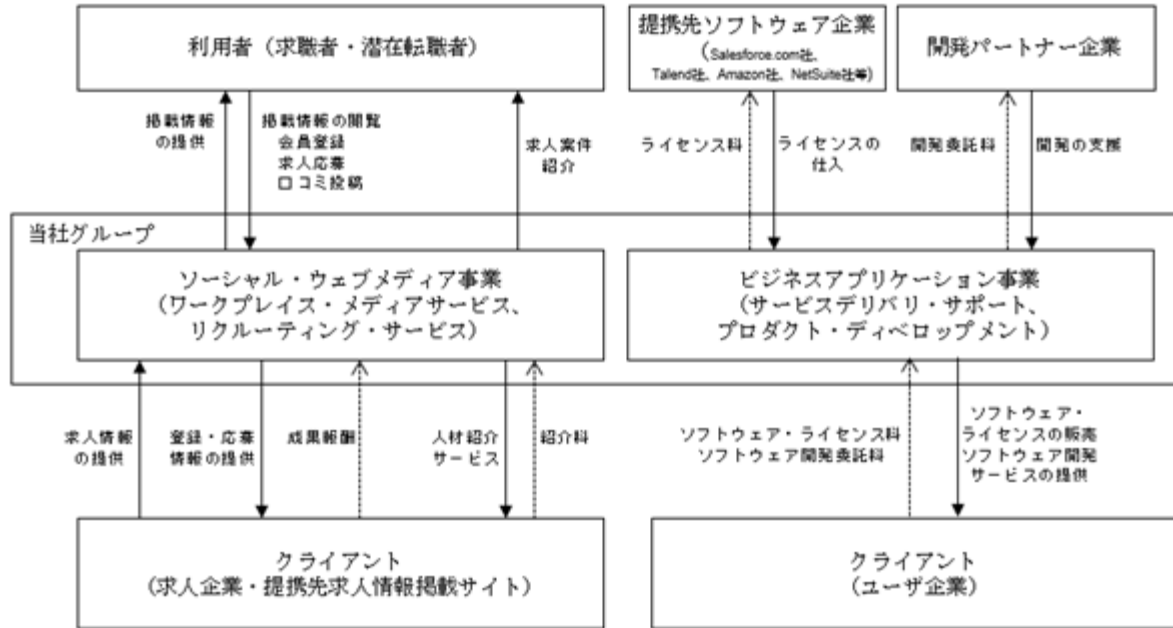 利用者（求職者・潜在転職者）
提携先ソフトウェア企業
（Salesforce.com社、
Talend社、Amazon社、NetSuite社等）
開発パートナー企業
掲載情報
の提供
掲載情報の閲覧
会員登録
求人応募
口コミ投稿
求人案件
紹介
ライセンス料
ライセンスの
仕入
開発委託料
開発の支援
当社グループ
ソーシャル・ウェブメディア事業
（ワークプレイス・メディアサービス、
リクルーティング・サービス）
ビジネスアプリケーション事業
（サービスデリバリ・サポート、
プロダクト・ディベロップメント）
求人情報
の提供
登録・応募
情報の提供
成果報酬
人材紹介
サービス
紹介料
ソフトウェア・ライセンス料
ソフトウェア開発委託料
ソフトウェア・
ライセンスの販売
ソフトウェア開発
サービスの提供
クライアント
（求人企業・提携先求人情報掲載サイト）
クライアント
（ユーザ企業）